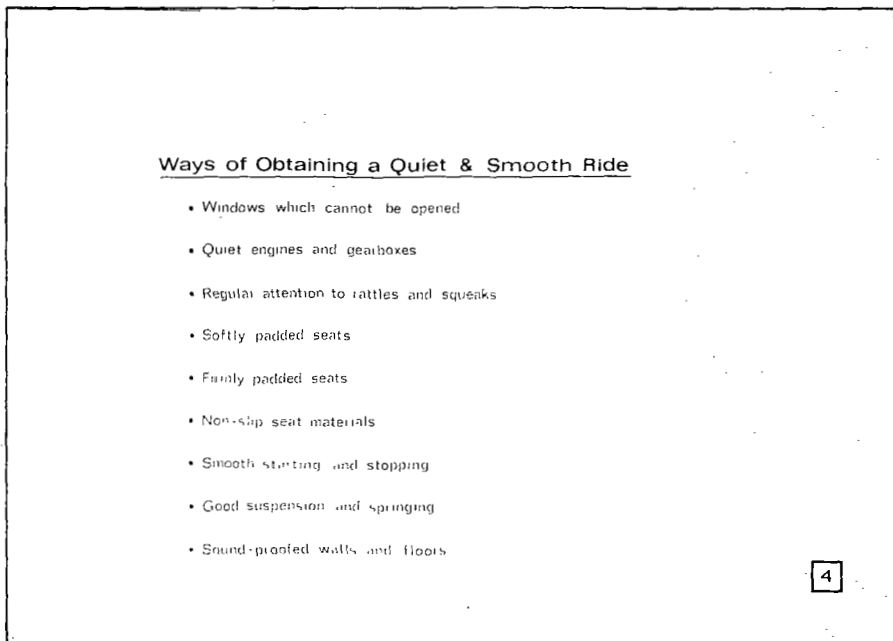 Ways of Obtaining a Quiet & Smooth Ride
• Windows which cannot be opened
• Quiet engines and gearboxes
• Regular attention to rattles and squeaks
• Softly padded seats
• Firmly padded seats
• Non-slip seat materials
• Smooth starting and stopping
• Good suspension and springing
• Sound-proofed walls and floors
4